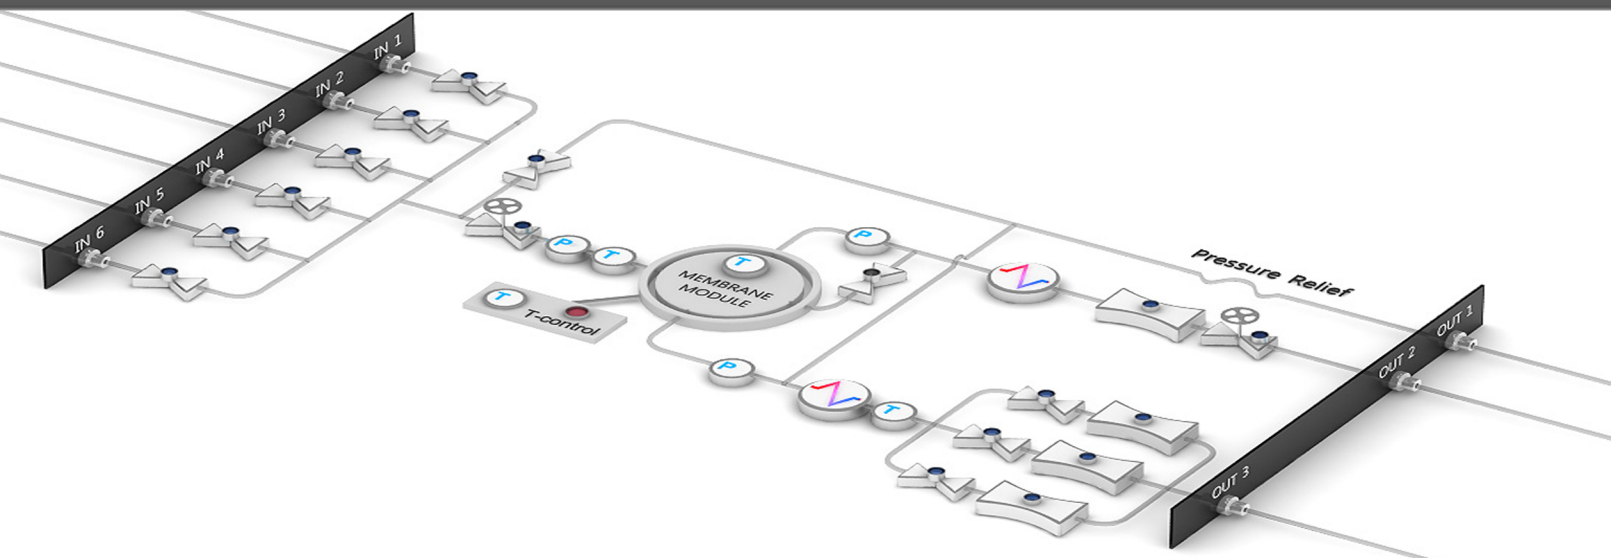 IN 1
IN 2
IN 3
IN 4
IN 5
IN 6
P
T
T
MEMBRANE
MODULE
T
T-control
P
P
T
Pressure Relief
OUT 1
OUT 2
OUT 3